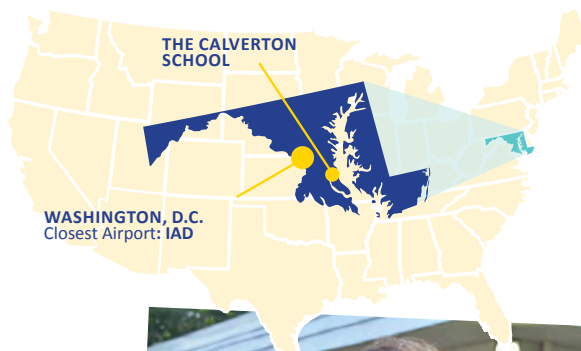 THE CALVERTON
SCHOOL
WASHINGTON, D.C.
Closest Airport: IAD